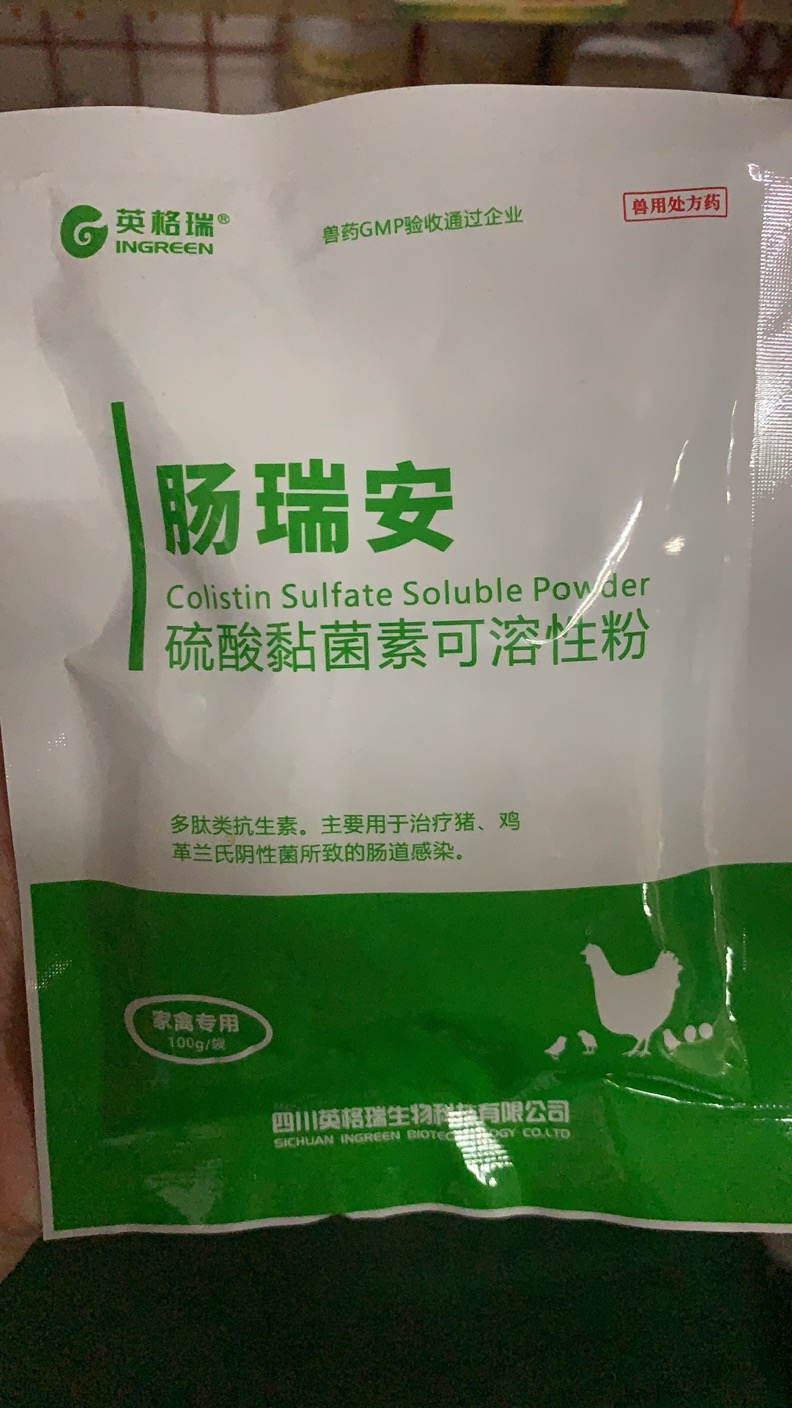 英格瑞®
INGREEN
兽药GMP验收通过企业
兽用处方药
肠瑞安
Colistin Sulfate Soluble Powder
硫酸黏菌素可溶性粉
多肽类抗生素。主要用于治疗猪、鸡
革兰氏阴性菌所致的肠道感染。
家禽专用
100g/袋
四川英格瑞生物科技有限公司
SICHUAN INGREEN BIOTECHNOLOGY CO.LTD